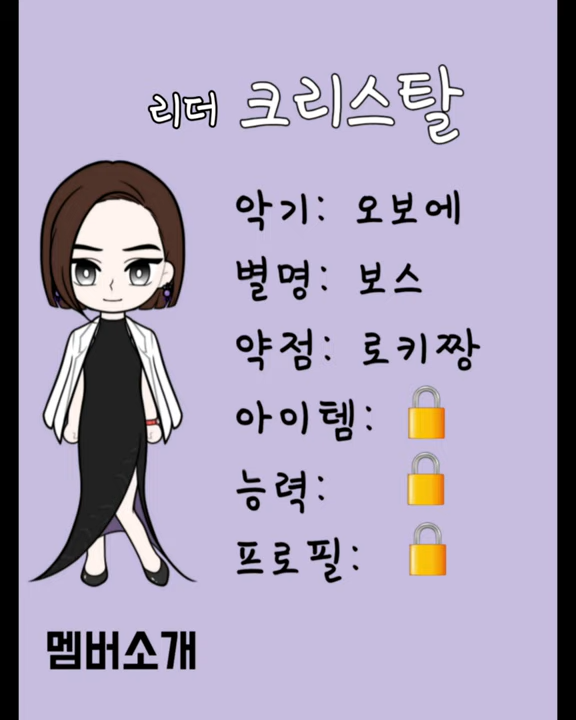 리더 크리스탈
악기: 오보에
별명: 보스
약점: 로키짱
아이템:
능력:
프로필:
멤버소개